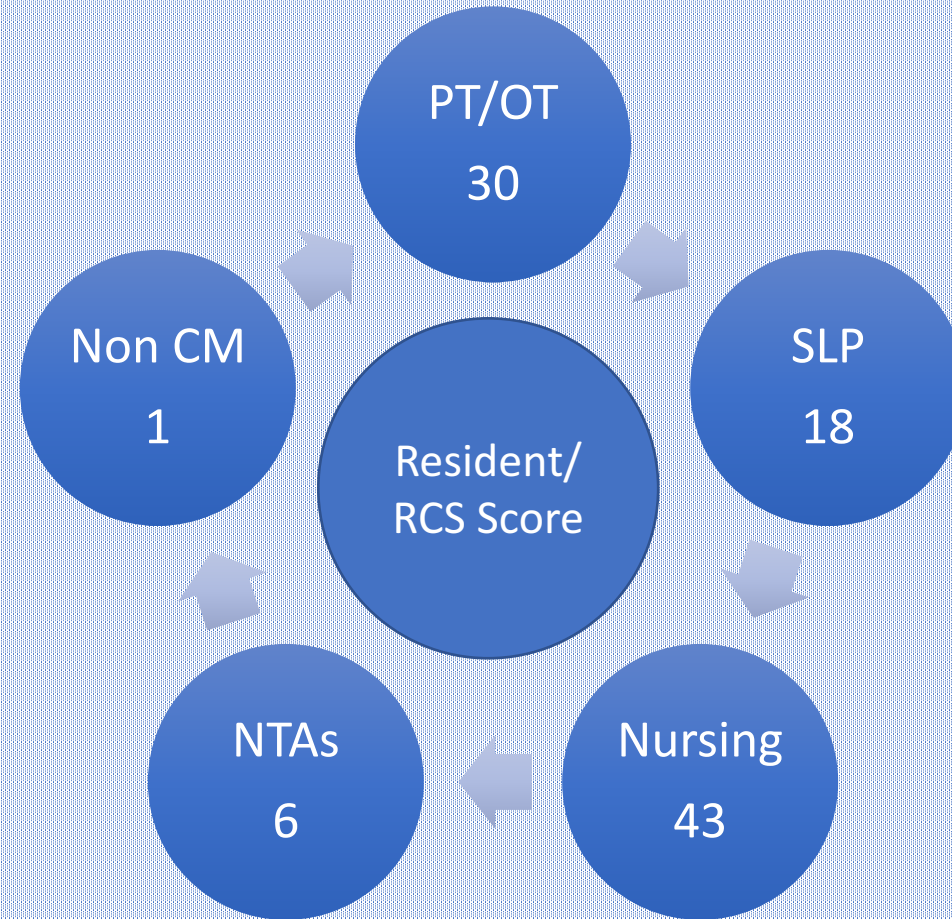 PT/OT
30
SLP
18
Nursing
43
NTAs
6
Non CM
1
Resident/
RCS Score